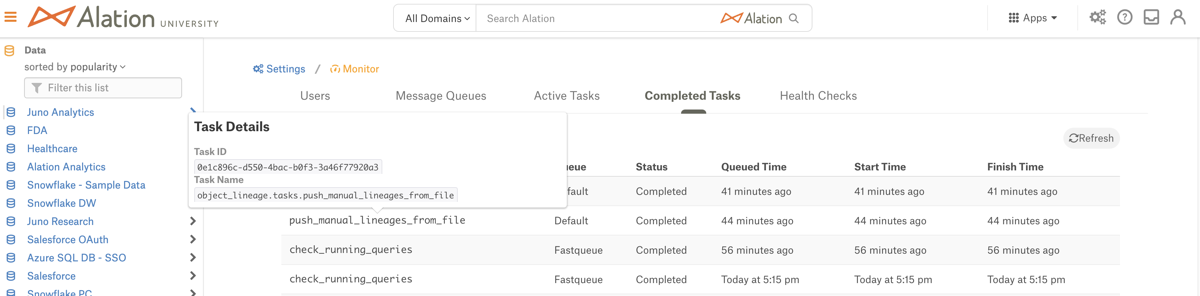 Alation UNIVERSITY
All Domains
Search Alation
Alation
Apps
Data
sorted by popularity
Filter this list
Juno Analytics
FDA
Healthcare
Alation Analytics
Snowflake - Sample Data
Snowflake DW
Juno Research
Salesforce OAuth
Azure SQL DB - SSO
Salesforce
Snowflake PC
Settings / Monitor
Users Message Queues Active Tasks Completed Tasks Health Checks
Refresh
Task Details
Task ID
0e1c896c-d550-4bac-b0f3-3a46f77920a3
Task Name
object_lineage.tasks.push_manual_lineages_from_file
eue Status Queued Time Start Time Finish Time
fault Completed 41 minutes ago 41 minutes ago 41 minutes ago
push_manual_lineages_from_file Default Completed 44 minutes ago 44 minutes ago 44 minutes ago
check_running_queries Fastqueue Completed 56 minutes ago 56 minutes ago 56 minutes ago
check_running_queries Fastqueue Completed Today at 5:15 pm Today at 5:15 pm Today at 5:15 pm